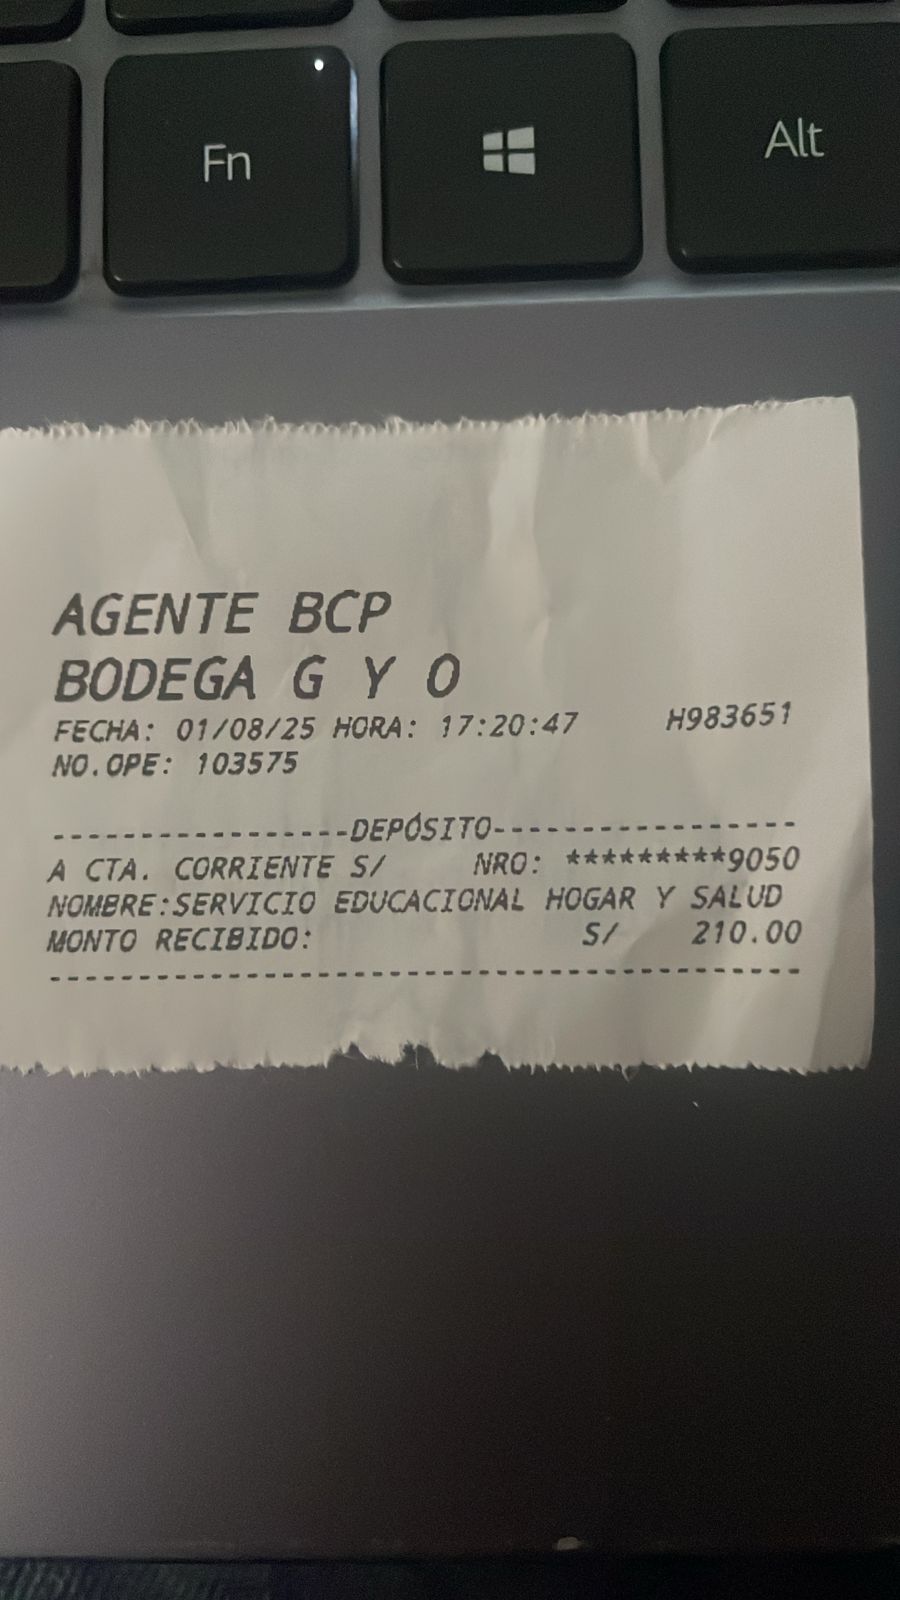 Fn Alt
AGENTE BCP
BODEGA G Y O
FECHA: 01/08/25 HORA: 17:20:47 H983651
NO.OPE: 103575
-----------------DEPÓSITO-----------------
A CTA. CORRIENTE S/ NRO: *********9050
NOMBRE:SERVICIO EDUCACIONAL HOGAR Y SALUD
MONTO RECIBIDO: S/ 210.00
------------------------------------------